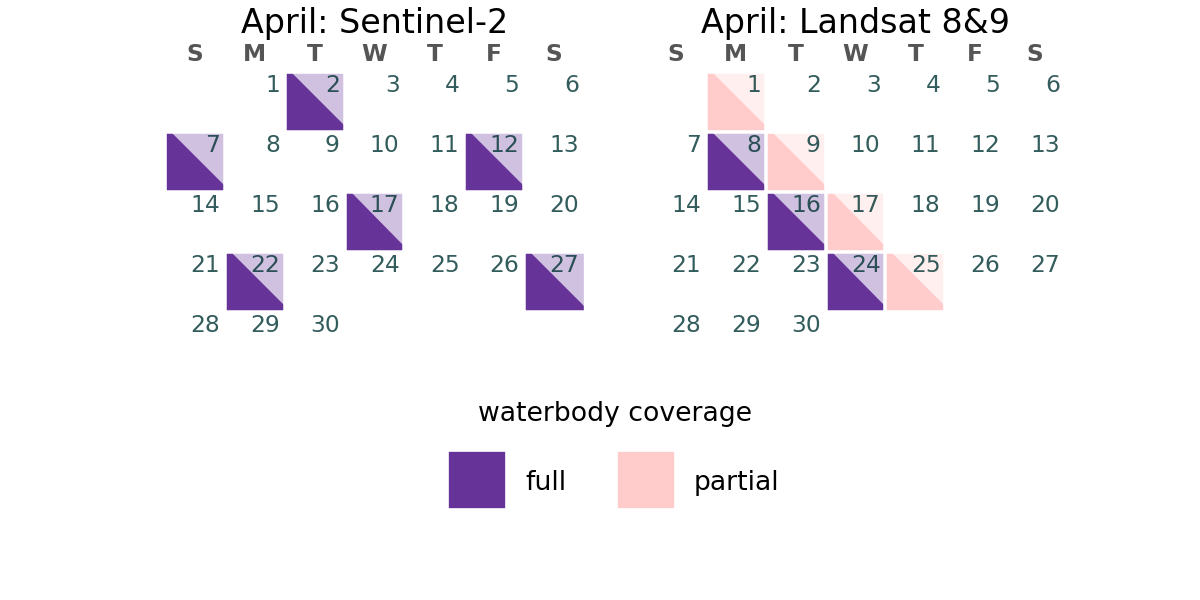 April: Sentinel-2
S M T W T F S
1 2 3 4 5 6
7 8 9 10 11 12 13
14 15 16 17 18 19 20
21 22 23 24 25 26 27
28 29 30
April: Landsat 8&9
S M T W T F S
1 2 3 4 5 6
7 8 9 10 11 12 13
14 15 16 17 18 19 20
21 22 23 24 25 26 27
28 29 30
waterbody coverage
full partial